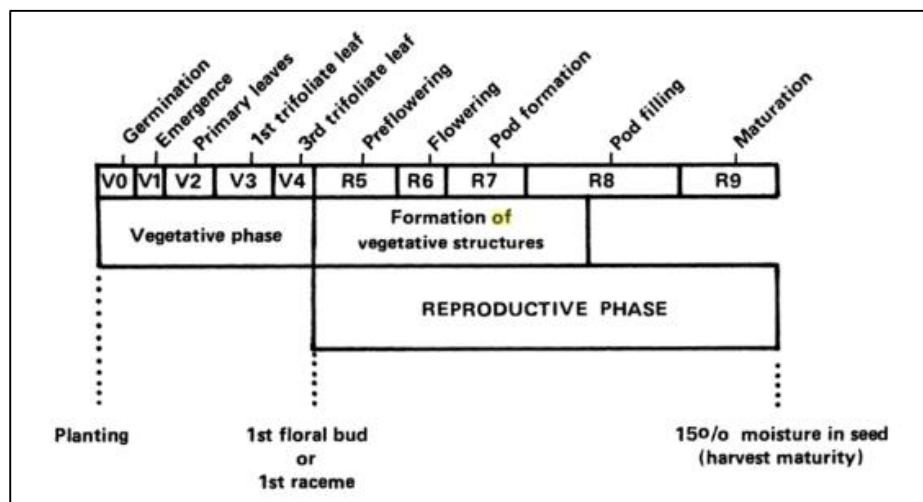 Germination
Emergence
Primary leaves
1st trifoliate leaf
3rd trifoliate leaf
Preflowering
Flowering
Pod formation
Pod filling
Maturation
V0 V1 V2 V3 V4 R5 R6 R7 R8 R9
Vegetative phase
Formation of
vegetative structures
REPRODUCTIVE PHASE
Planting
1st floral bud
or
1st raceme
15o/o moisture in seed
(harvest maturity)